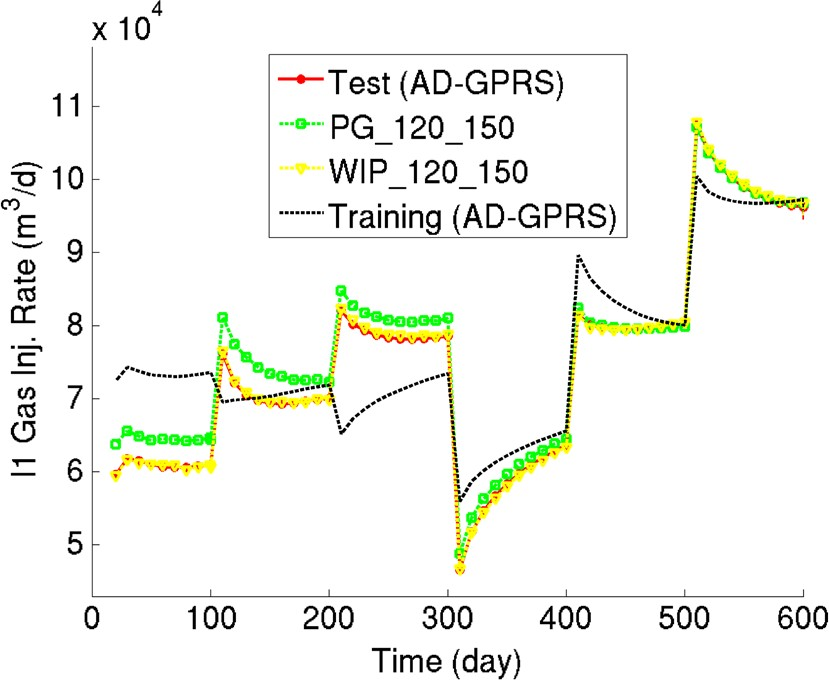 x 10^4
Test (AD-GPRS)
PG_120_150
WIP_120_150
Training (AD-GPRS)
I1 Gas Inj. Rate (m^3/d)
11
10
9
8
7
6
5
0 100 200 300 400 500 600
Time (day)